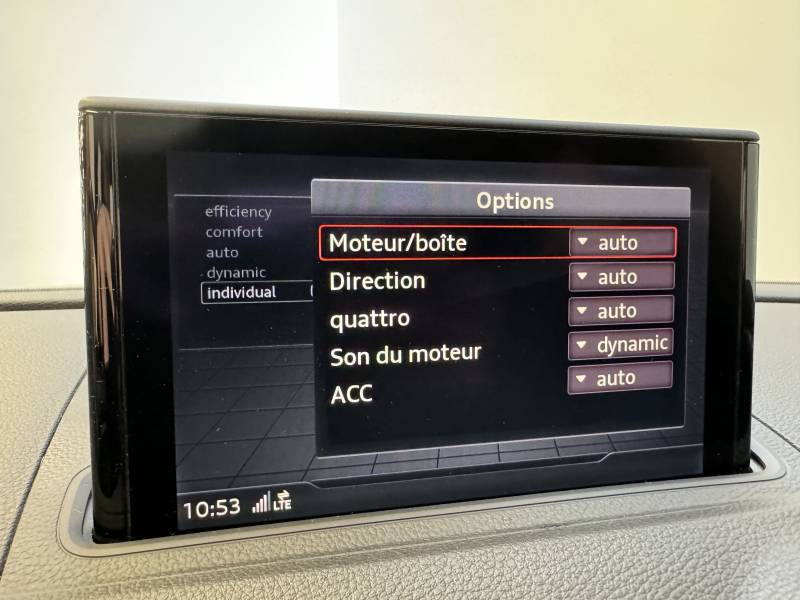 Options
efficiency
comfort
auto
dynamic
individual
Moteur/boîte auto
Direction auto
quattro auto
Son du moteur dynamic
ACC auto
10:53 LTE